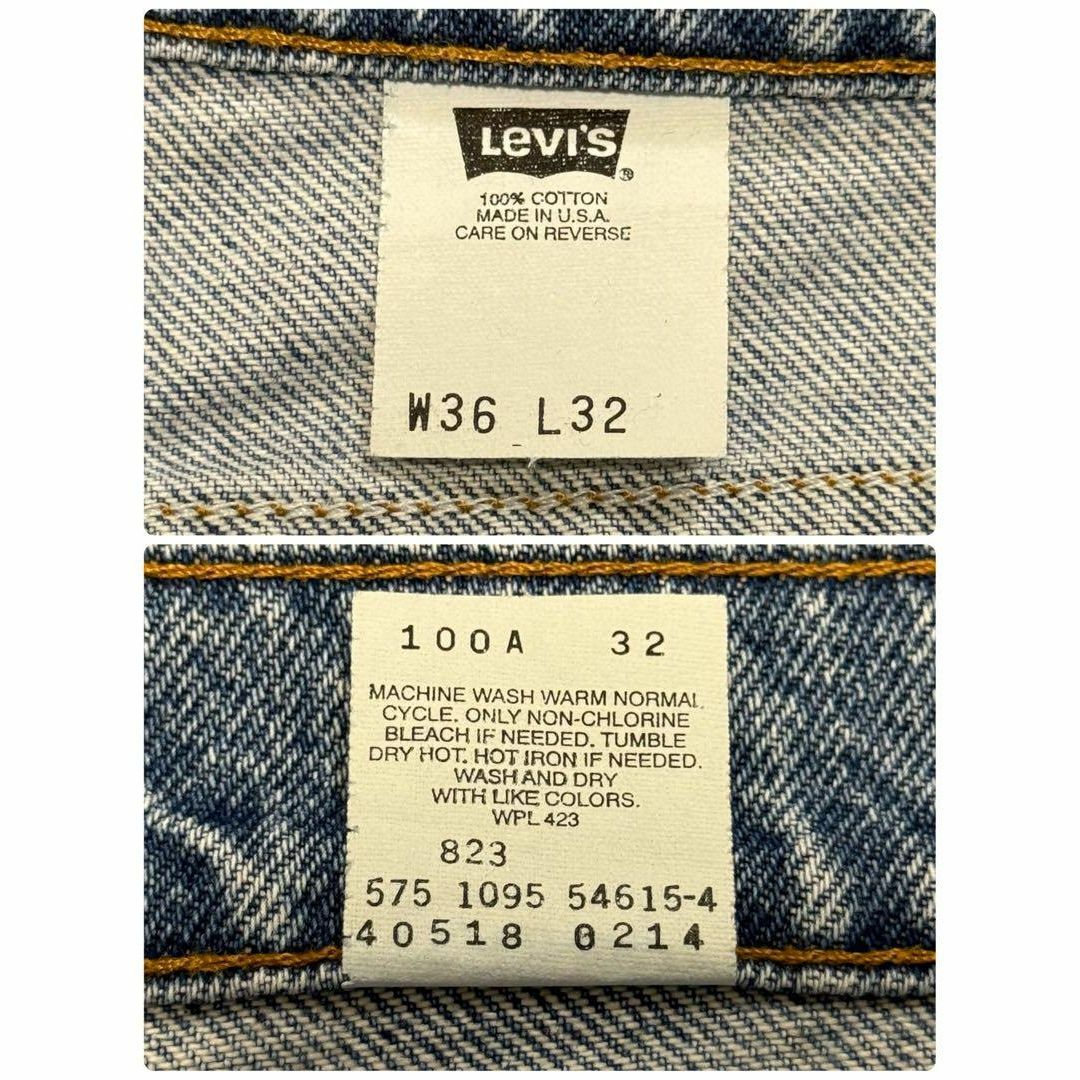 Levi's
®
100% COTTON
MADE IN U.S.A.
CARE ON REVERSE
W36 L32
100A 32
MACHINE WASH WARM NORMAL
CYCLE. ONLY NON-CHLORINE
BLEACH IF NEEDED. TUMBLE
DRY HOT. HOT IRON IF NEEDED.
WASH AND DRY
WITH LIKE COLORS.
WPL 423
823
575 1095 54615-4
40518 0214